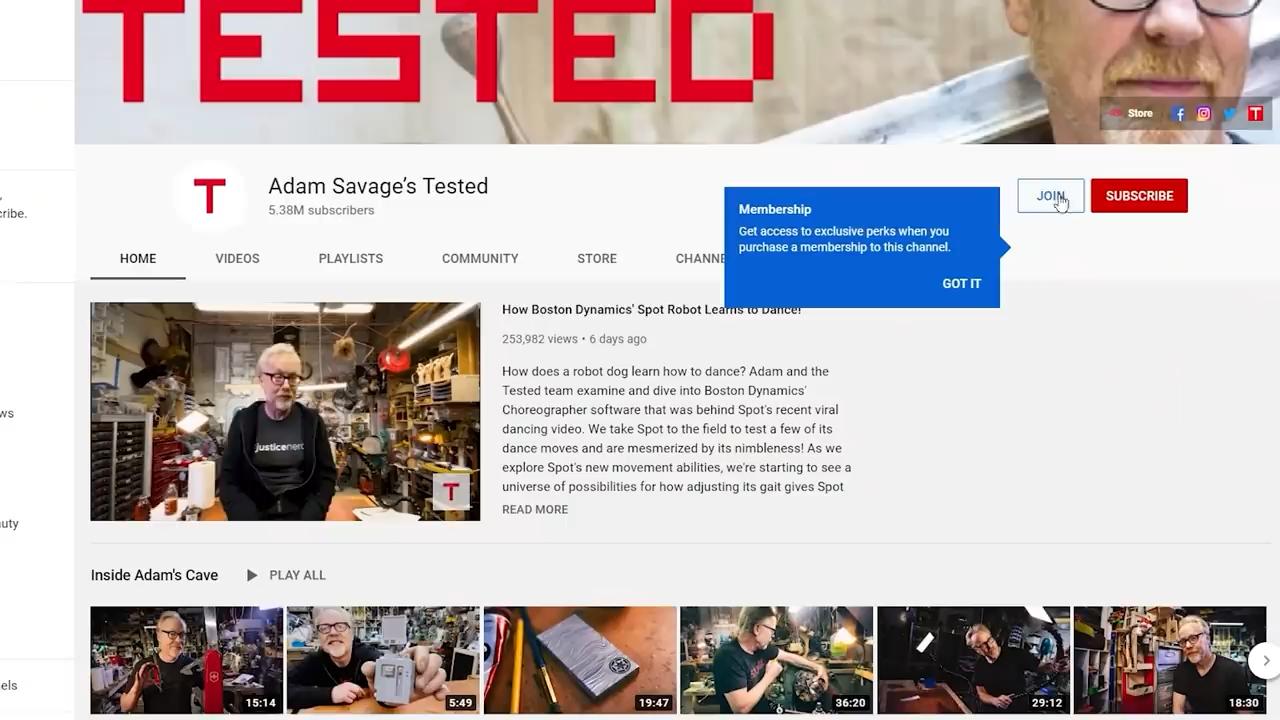 TESTED
Store
T
T
Adam Savage’s Tested
5.38M subscribers
JOIN
SUBSCRIBE
Membership
Get access to exclusive perks when you
purchase a membership to this channel.
GOT IT
HOME
VIDEOS
PLAYLISTS
COMMUNITY
STORE
CHANNE
cribe.
How Boston Dynamics' Spot Robot Learns to Dance!
253,982 views • 6 days ago
How does a robot dog learn how to dance? Adam and the
Tested team examine and dive into Boston Dynamics'
Choreographer software that was behind Spot's recent viral
dancing video. We take Spot to the field to test a few of its
dance moves and are mesmerized by its nimbleness! As we
explore Spot's new movement abilities, we're starting to see a
universe of possibilities for how adjusting its gait gives Spot
READ MORE
justicenerd
T
ws
uty
Inside Adam's Cave
PLAY ALL
15:14
5:49
19:47
36:20
29:12
18:30
els